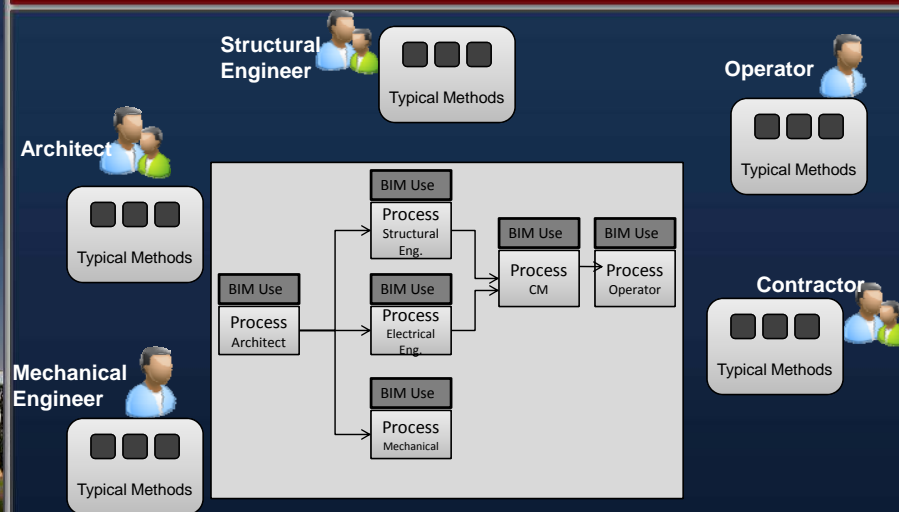 Structural
Engineer
Typical Methods
Operator
Typical Methods
Architect
Typical Methods
BIM Use
Process
Structural
Eng.
BIM Use
Process
Architect
BIM Use
Process
Electrical
Eng.
BIM Use
Process
Mechanical
BIM Use
Process
CM
BIM Use
Process
Operator
Contractor
Typical Methods
Mechanical
Engineer
Typical Methods